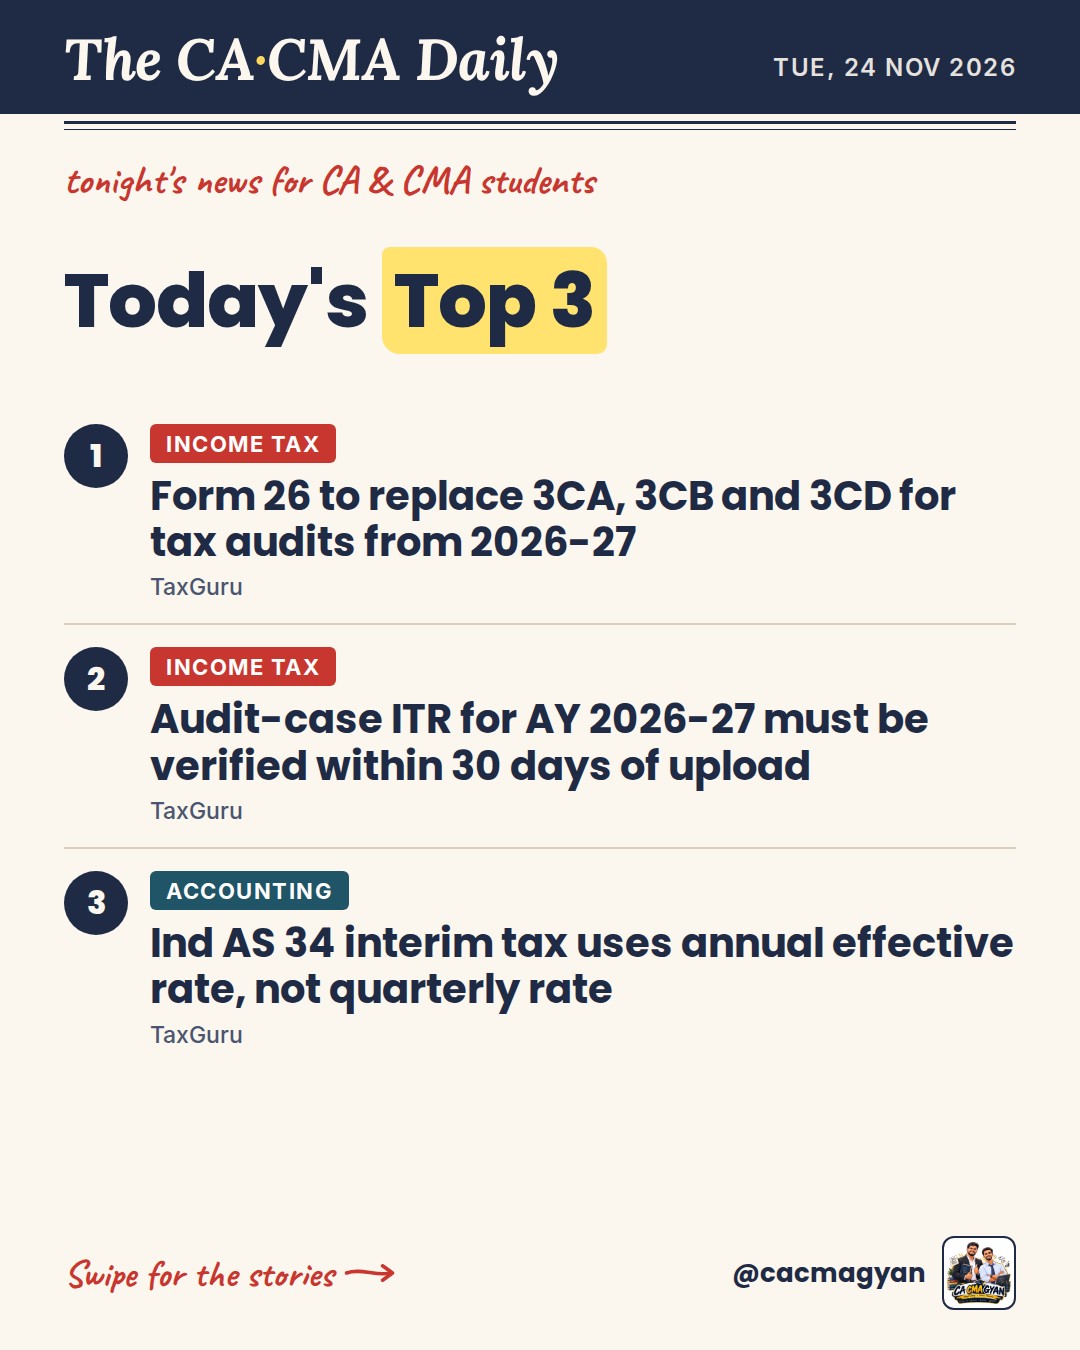 The CA·CMA Daily
TUE, 24 NOV 2026
tonight's news for CA & CMA students
Today's Top 3
1
INCOME TAX
Form 26 to replace 3CA, 3CB and 3CD for
tax audits from 2026-27
TaxGuru
2
INCOME TAX
Audit-case ITR for AY 2026-27 must be
verified within 30 days of upload
TaxGuru
3
ACCOUNTING
Ind AS 34 interim tax uses annual effective
rate, not quarterly rate
TaxGuru
Swipe for the stories →
@cacmagyan
CA CMA GYAN